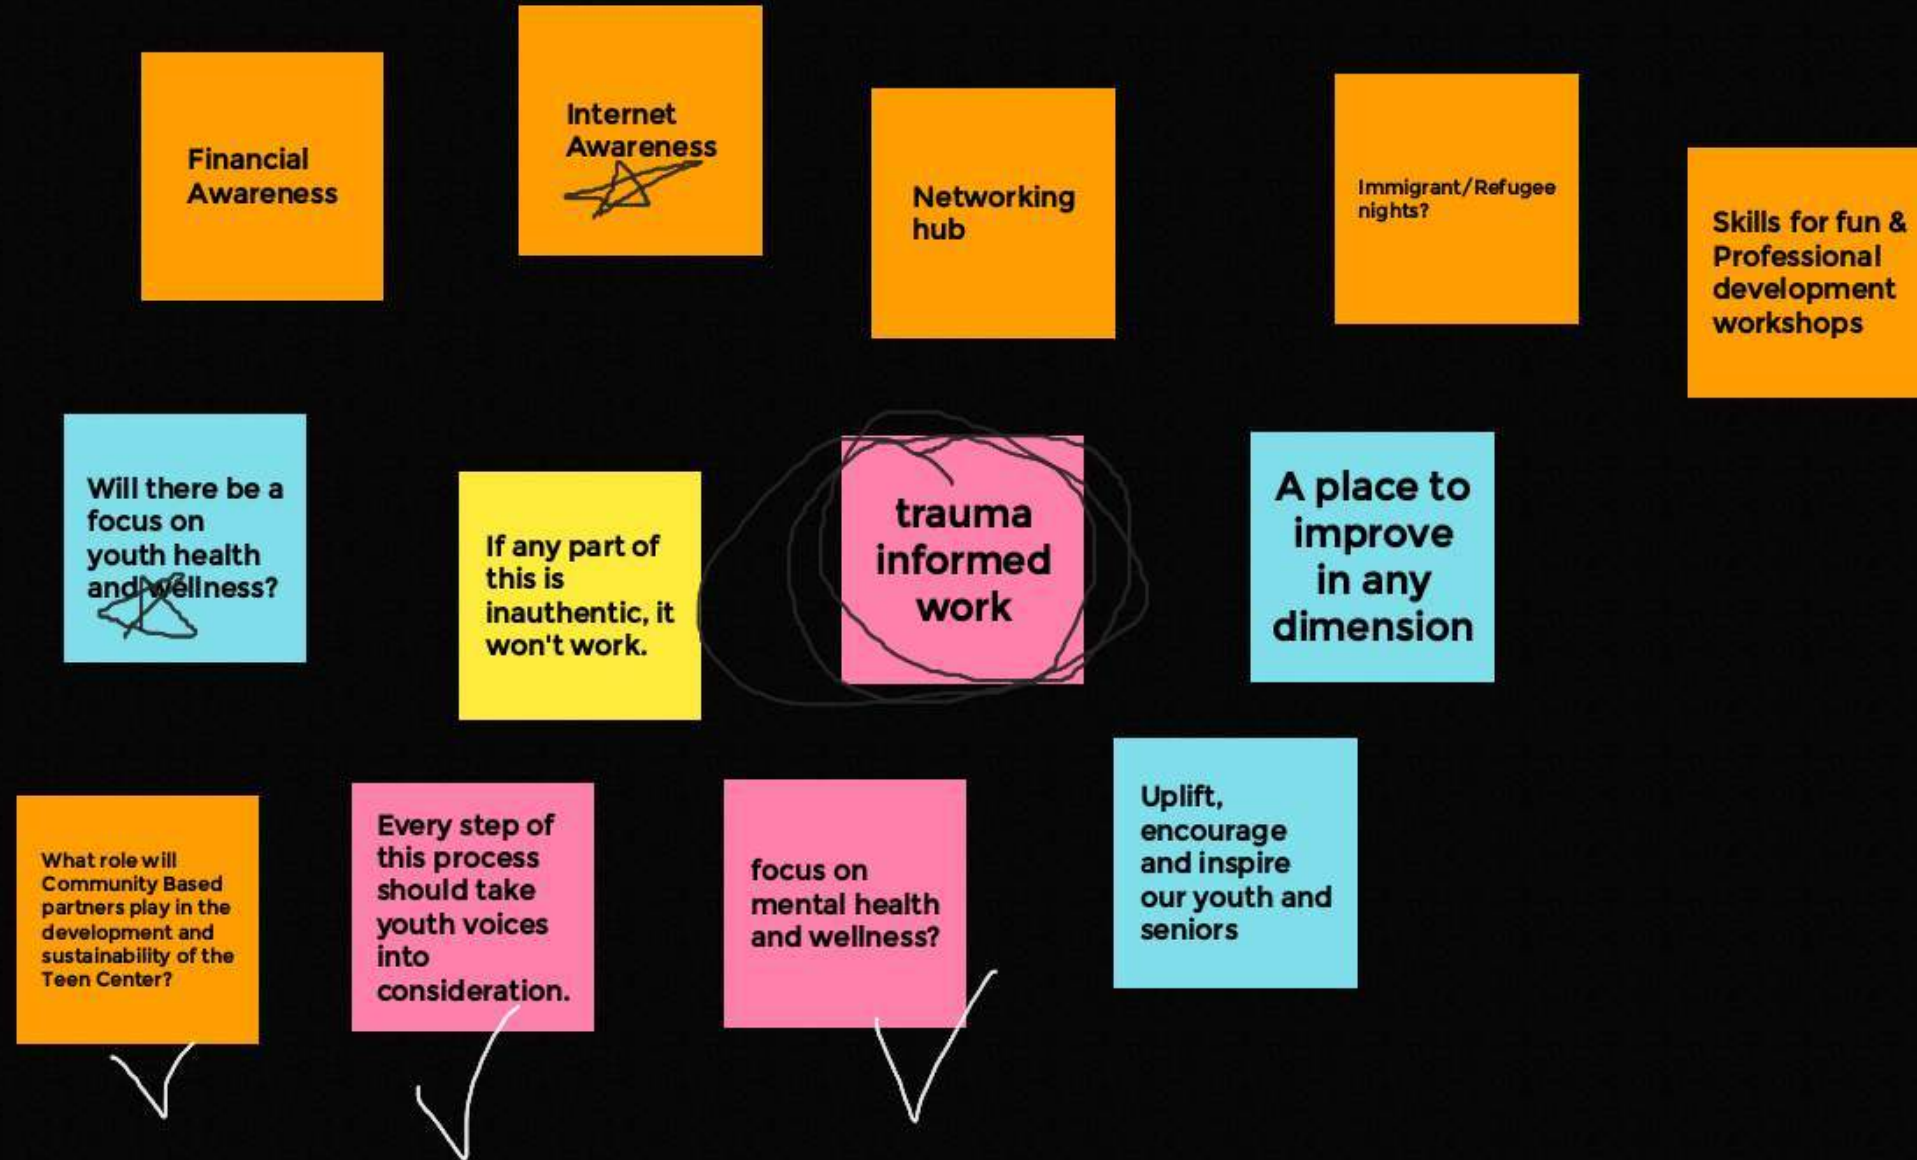 Financial
Awareness
Internet
Awareness
Networking
hub
Immigrant/Refugee
nights?
Skills for fun &
Professional
development
workshops
Will there be a
focus on
youth health
and wellness?
If any part of
this is
inauthentic, it
won't work.
trauma
informed
work
A place to
improve
in any
dimension
What role will
Community Based
partners play in the
development and
sustainability of the
Teen Center?
Every step of
this process
should take
youth voices
into
consideration.
focus on
mental health
and wellness?
Uplift,
encourage
and inspire
our youth and
seniors